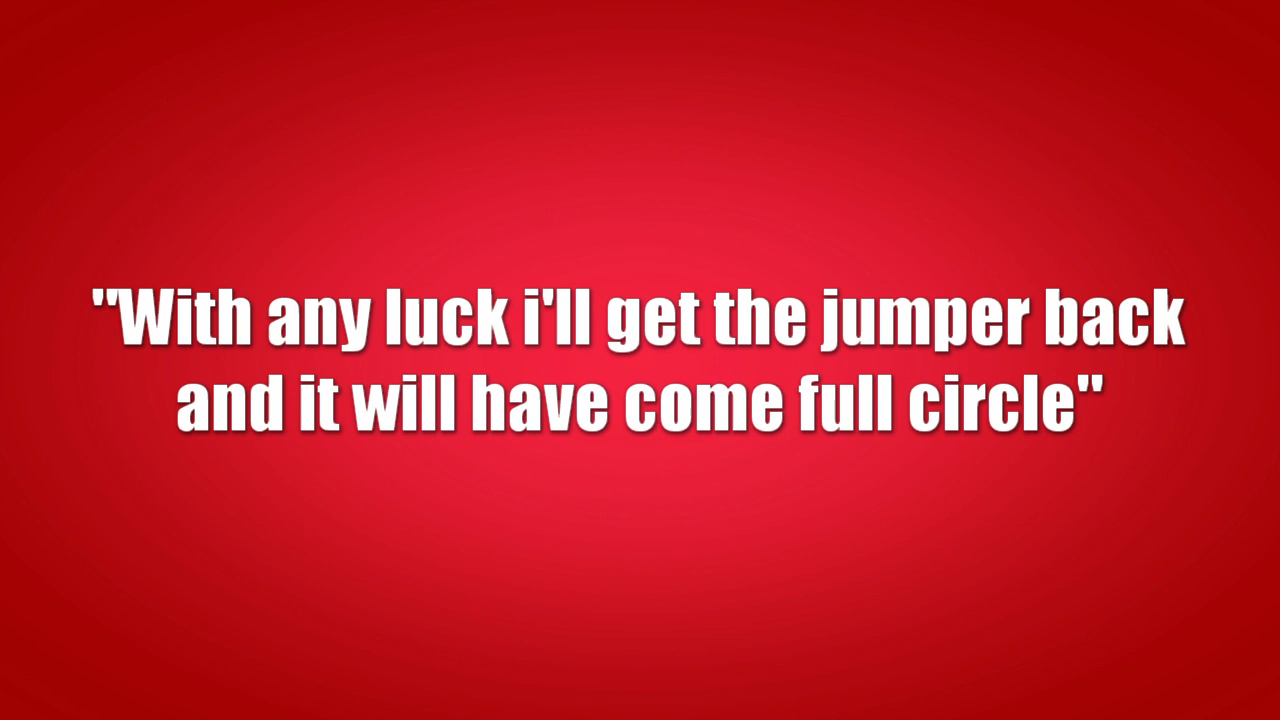 "With any luck i'll get the jumper back
and it will have come full circle"